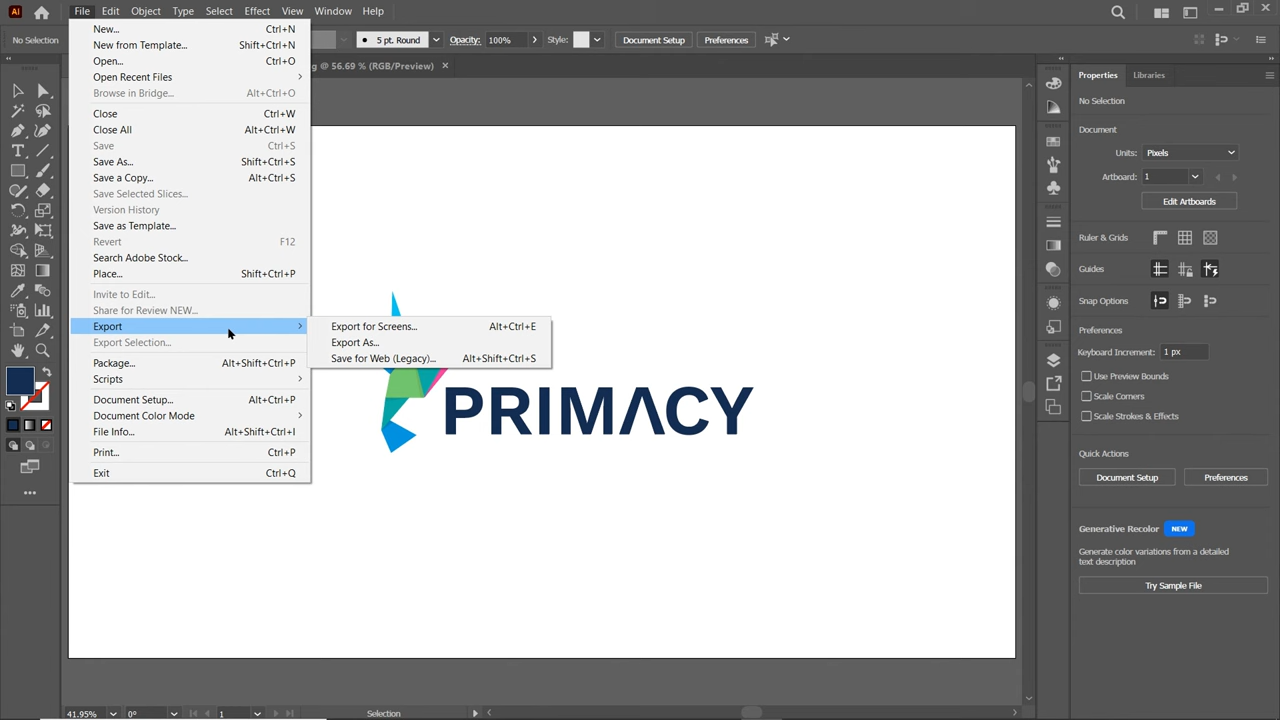 Ai
File Edit Object Type Select Effect View Window Help
No Selection
5 pt. Round
Opacity: 100%
Style:
Document Setup
Preferences
g @ 56.69 % (RGB/Preview)
New... Ctrl+N
New from Template... Shift+Ctrl+N
Open... Ctrl+O
Open Recent Files
Browse in Bridge... Alt+Ctrl+O
Close Ctrl+W
Close All Alt+Ctrl+W
Save Ctrl+S
Save As... Shift+Ctrl+S
Save a Copy... Alt+Ctrl+S
Save Selected Slices...
Version History
Save as Template...
Revert F12
Search Adobe Stock...
Place... Shift+Ctrl+P
Invite to Edit...
Share for Review NEW...
Export
Export Selection...
Package... Alt+Shift+Ctrl+P
Scripts
Document Setup... Alt+Ctrl+P
Document Color Mode
File Info... Alt+Shift+Ctrl+I
Print... Ctrl+P
Exit Ctrl+Q
Export for Screens... Alt+Ctrl+E
Export As...
Save for Web (Legacy)... Alt+Shift+Ctrl+S
PRIMACY
Properties Libraries
No Selection
Document
Units: Pixels
Artboard: 1
Edit Artboards
Ruler & Grids
Guides
Snap Options
Preferences
Keyboard Increment: 1 px
Use Preview Bounds
Scale Corners
Scale Strokes & Effects
Quick Actions
Document Setup Preferences
Generative Recolor NEW
Generate color variations from a detailed
text description
Try Sample File
41.95% 0° 1 Selection